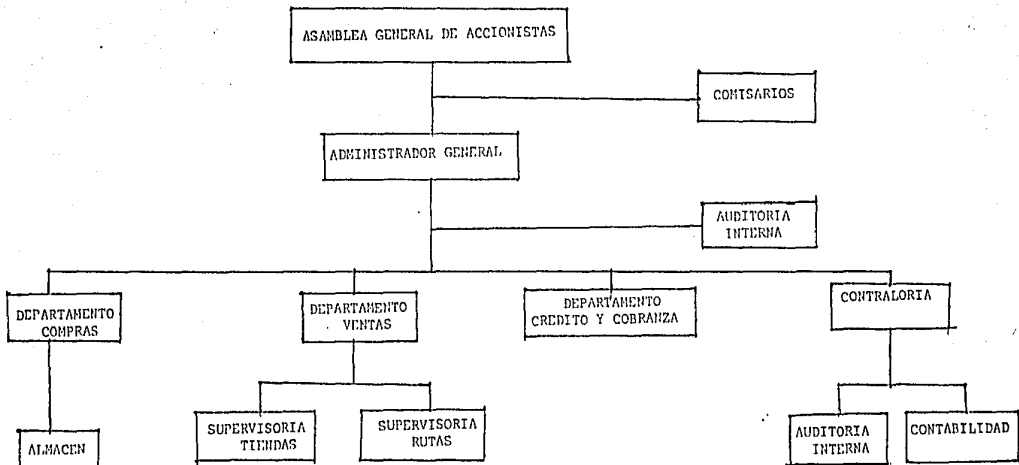 ASAMBLEA GENERAL DE ACCIONISTAS
COMISARIOS
ADMINISTRADOR GENERAL
AUDITORIA
INTERNA
DEPARTAMENTO
COMPRAS
DEPARTAMENTO
VENTAS
DEPARTAMENTO
CREDITO Y COBRANZA
CONTRALORIA
ALMACEN
SUPERVISORIA
TIENDAS
SUPERVISORIA
RUTAS
AUDITORIA
INTERNA
CONTABILIDAD